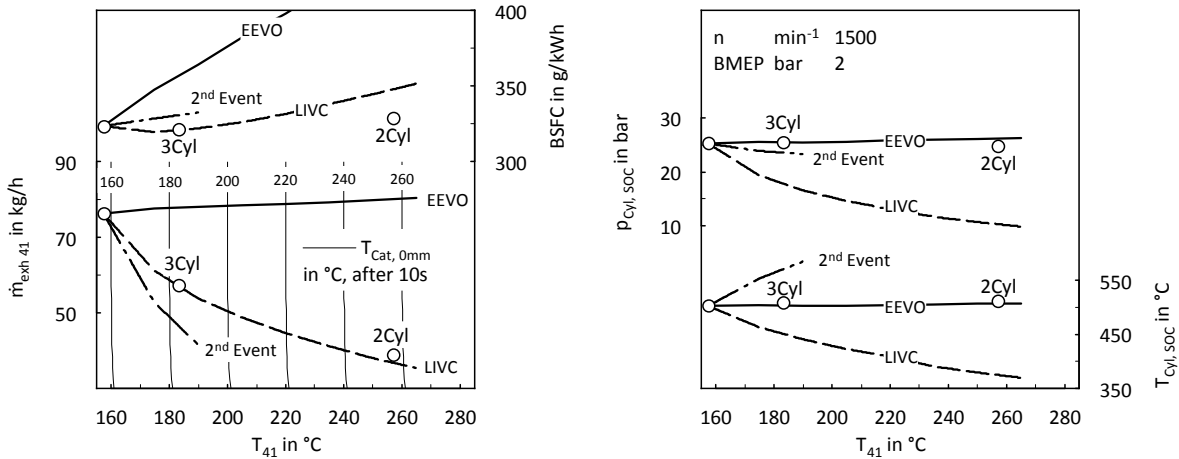 400
EEVO
350
2nd Event
LIVC
3Cyl
2Cyl
BSFC in g/kWh
90
300
160 180 200 220 240 260
EEVO
70
3Cyl
TCat, 0mm
in °C, after 10s
50
2nd Event
2Cyl
LIVC
ṁexh 41 in kg/h
160 180 200 220 240 260 280
T41 in °C
n min-1 1500
BMEP bar 2
30
3Cyl
EEVO
2Cyl
2nd Event
20
LIVC
10
pCyl, SOC in bar
2nd Event
550
3Cyl
2Cyl
EEVO
450
LIVC
350
TCyl, SOC in °C
160 180 200 220 240 260 280
T41 in °C